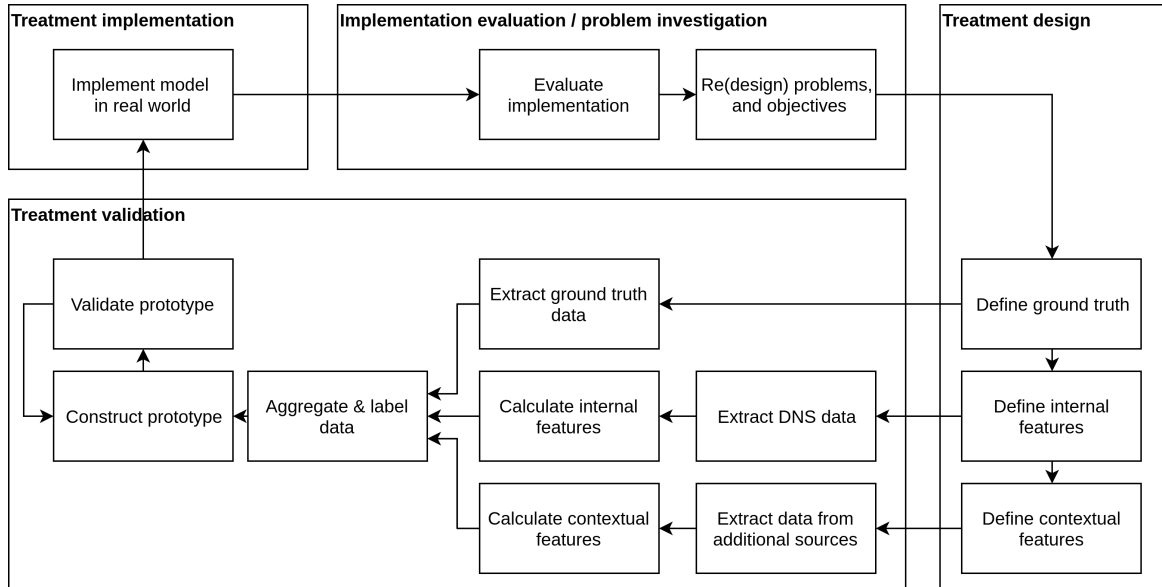 Treatment implementation
Implement model
in real world
Implementation evaluation / problem investigation
Evaluate
implementation
Re(design) problems,
and objectives
Treatment design
Define ground truth
Define internal
features
Define contextual
features
Treatment validation
Validate prototype
Construct prototype
Aggregate & label
data
Extract ground truth
data
Calculate internal
features
Extract DNS data
Calculate contextual
features
Extract data from
additional sources